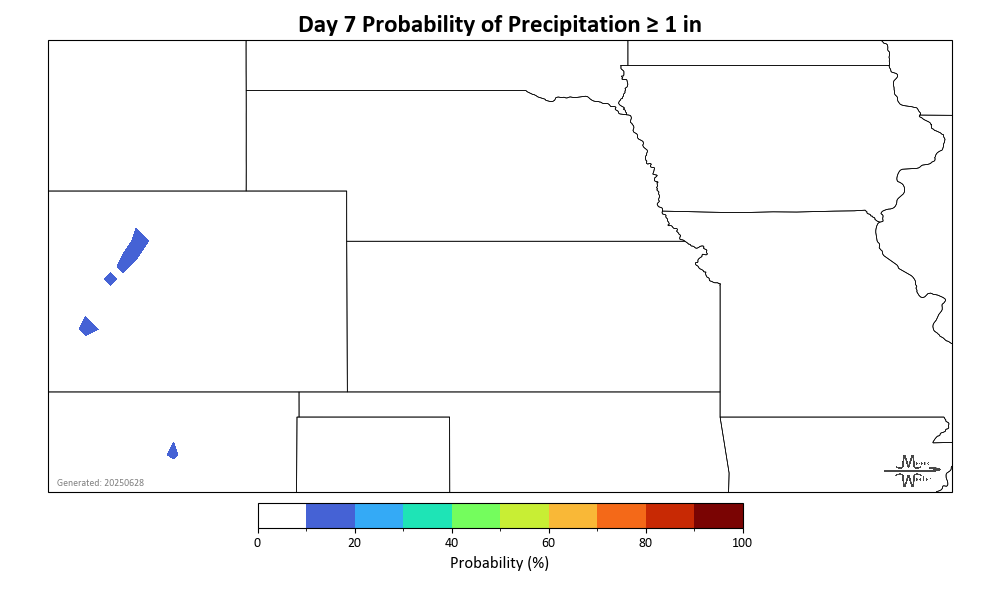 Day 7 Probability of Precipitation ≥ 1 in
Generated: 20250628
0 20 40 60 80 100
Probability (%)